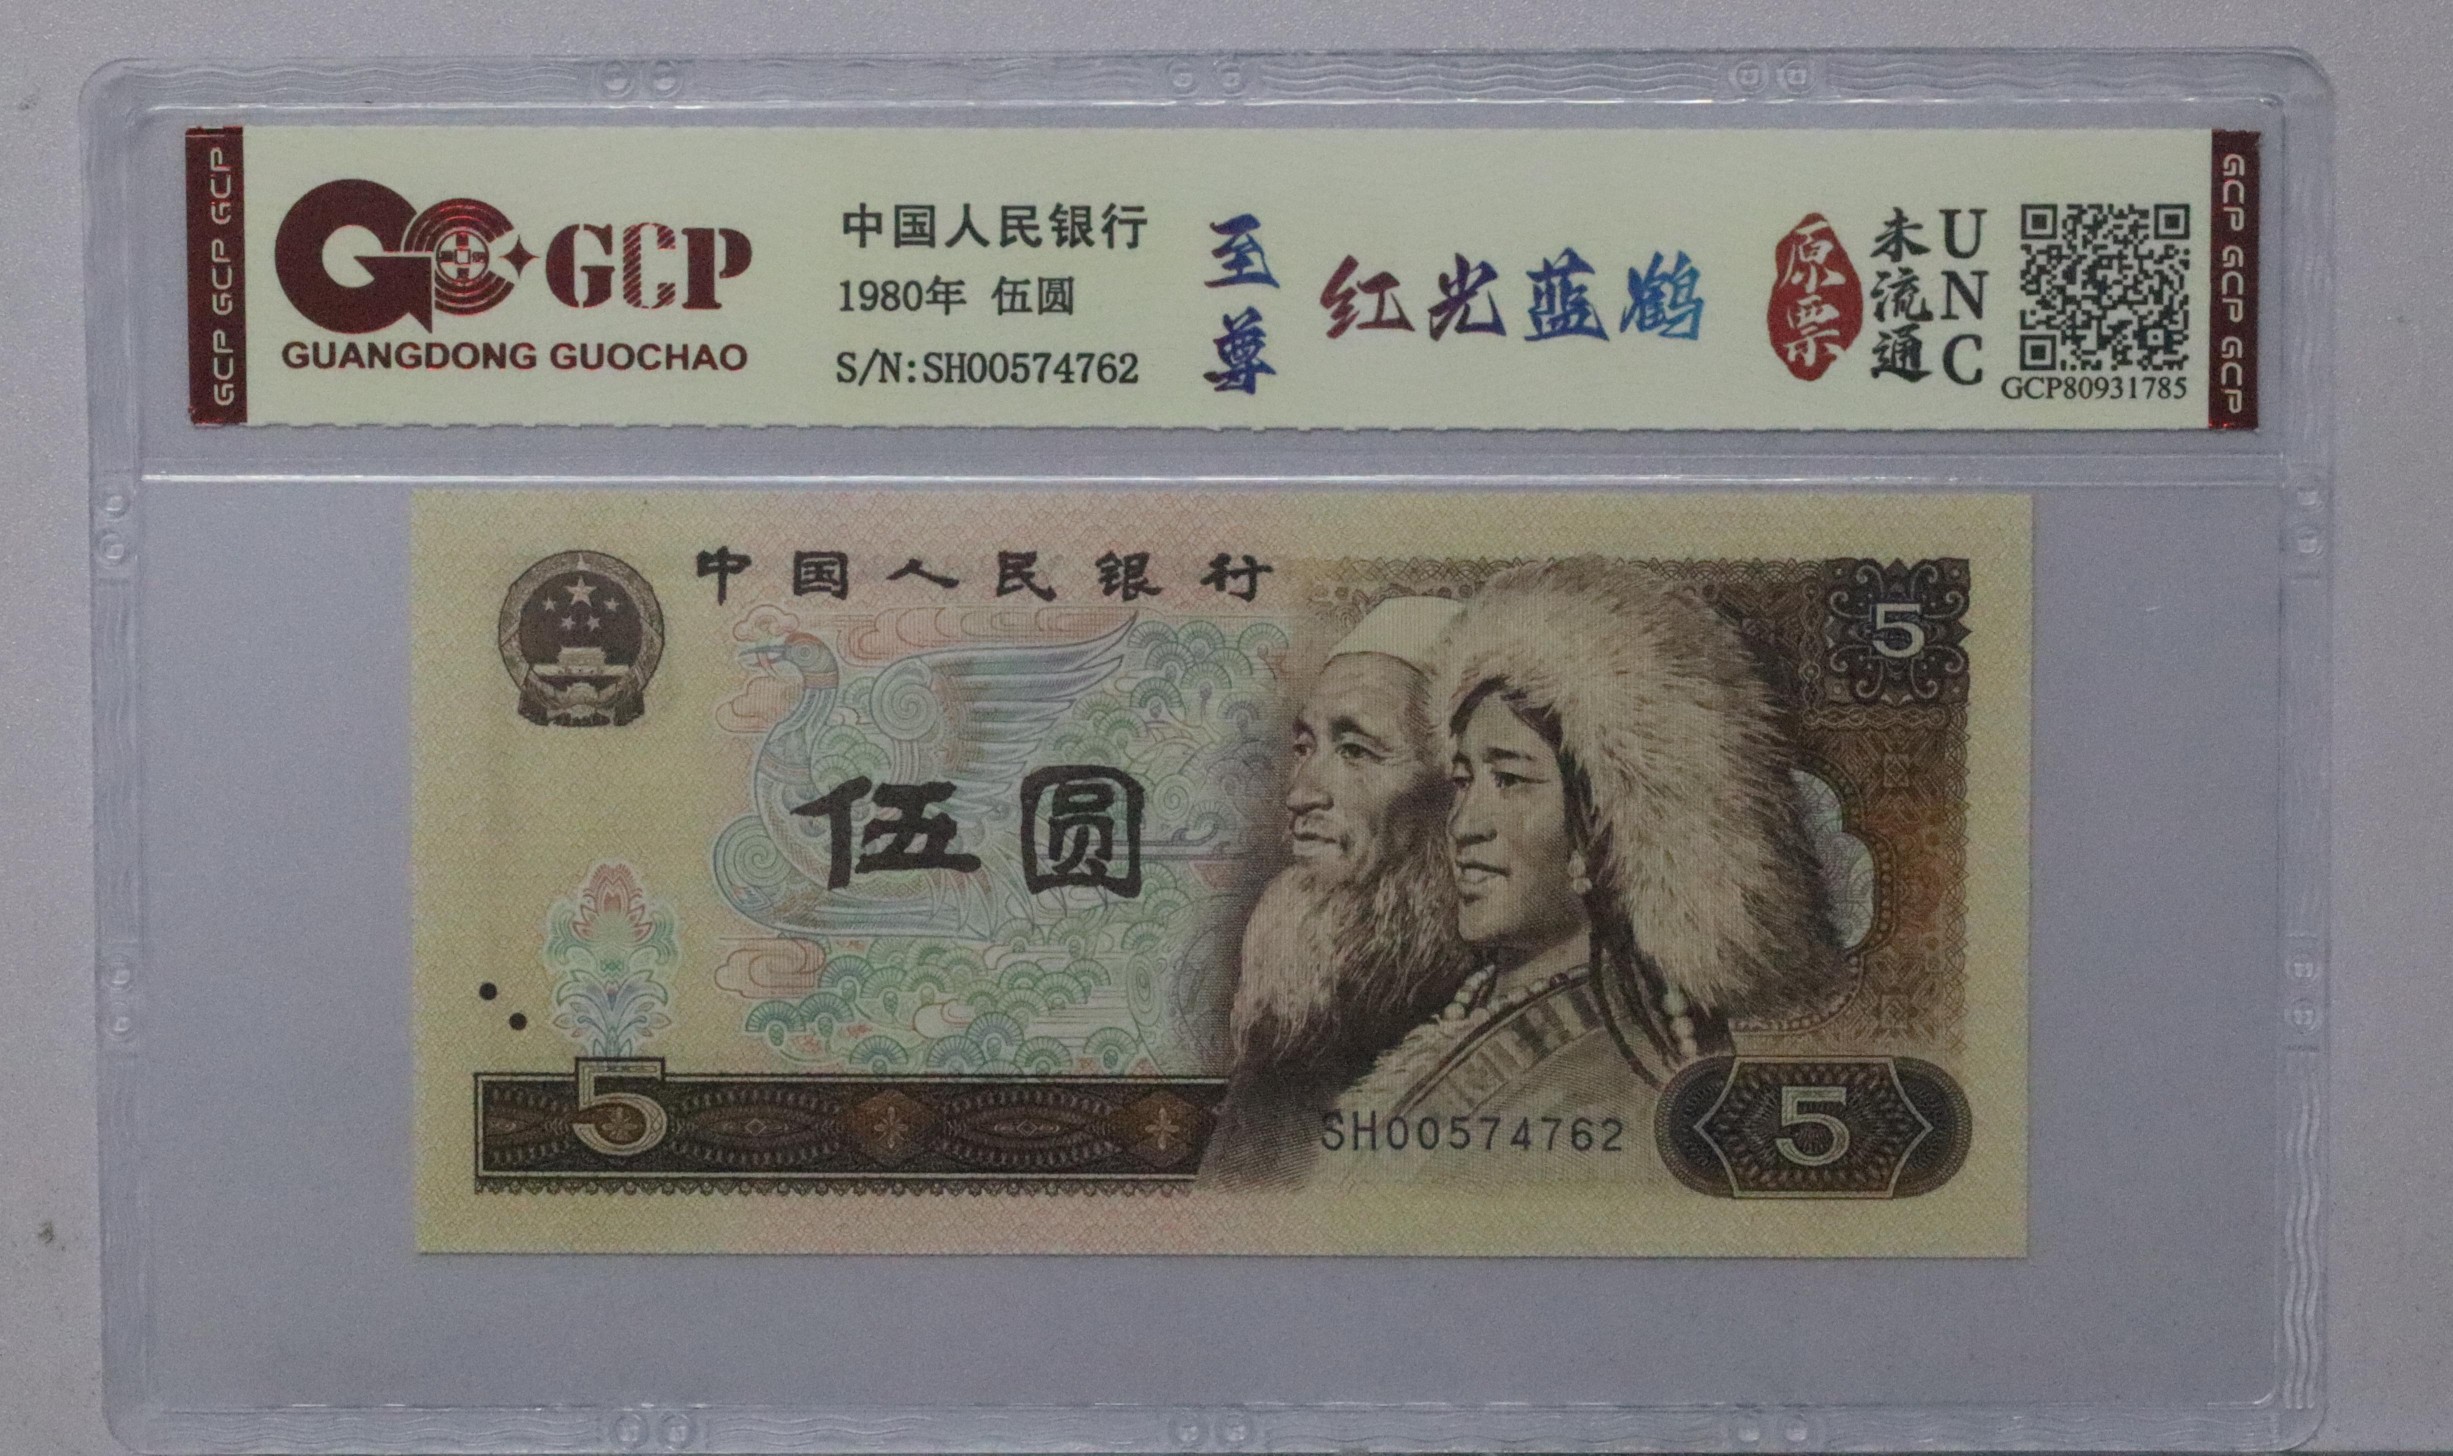 GCP GCP GCP
GCP
GUANGDONG GUOCHAO
中国人民银行
1980年 伍圆
S/N:SH00574762
至尊
红光蓝鹤
原票
未流通
UNC
GCP80931785
GCP GCP GCP
中国人民银行
5
伍圆
5
SH00574762
5